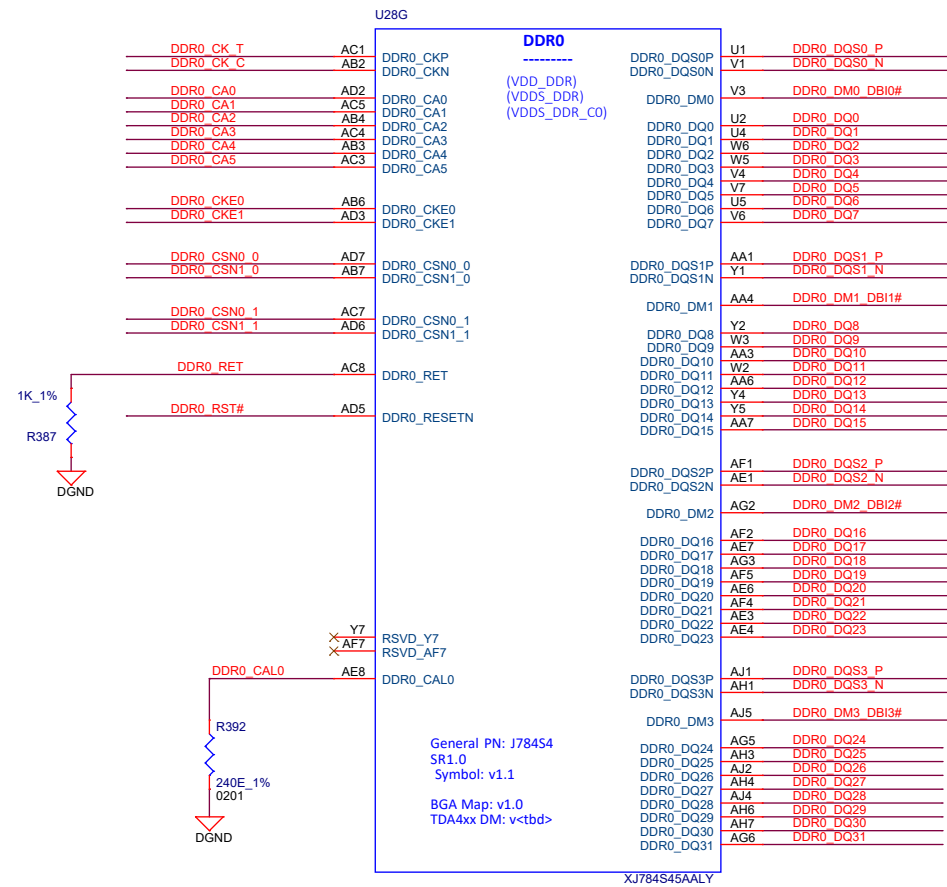 U28G
DDR0
---------
(VDD_DDR)
(VDDS_DDR)
(VDDS_DDR_C0)
DDR0_CK_T AC1 DDR0_CKP
DDR0_CK_C AB2 DDR0_CKN
DDR0_CA0 AD2 DDR0_CA0
DDR0_CA1 AC5 DDR0_CA1
DDR0_CA2 AB4 DDR0_CA2
DDR0_CA3 AC4 DDR0_CA3
DDR0_CA4 AB3 DDR0_CA4
DDR0_CA5 AC3 DDR0_CA5
DDR0_CKE0 AB6 DDR0_CKE0
DDR0_CKE1 AD3 DDR0_CKE1
DDR0_CSN0_0 AD7 DDR0_CSN0_0
DDR0_CSN1_0 AB7 DDR0_CSN1_0
DDR0_CSN0_1 AC7 DDR0_CSN0_1
DDR0_CSN1_1 AD6 DDR0_CSN1_1
DDR0_RET AC8 DDR0_RET
1K_1%
R387
DGND
DDR0_RST# AD5 DDR0_RESETN
Y7 RSVD_Y7
AF7 RSVD_AF7
DDR0_CAL0 AE8 DDR0_CAL0
R392
240E_1%
0201
DGND
DDR0_DQS0P U1 DDR0_DQS0_P
DDR0_DQS0N V1 DDR0_DQS0_N
DDR0_DM0 V3 DDR0_DM0_DBI0#
DDR0_DQ0 U2 DDR0_DQ0
DDR0_DQ1 U4 DDR0_DQ1
DDR0_DQ2 W6 DDR0_DQ2
DDR0_DQ3 W5 DDR0_DQ3
DDR0_DQ4 V4 DDR0_DQ4
DDR0_DQ5 V7 DDR0_DQ5
DDR0_DQ6 U5 DDR0_DQ6
DDR0_DQ7 V6 DDR0_DQ7
DDR0_DQS1P AA1 DDR0_DQS1_P
DDR0_DQS1N Y1 DDR0_DQS1_N
DDR0_DM1 AA4 DDR0_DM1_DBI1#
DDR0_DQ8 Y2 DDR0_DQ8
DDR0_DQ9 W3 DDR0_DQ9
DDR0_DQ10 AA3 DDR0_DQ10
DDR0_DQ11 W2 DDR0_DQ11
DDR0_DQ12 AA6 DDR0_DQ12
DDR0_DQ13 Y4 DDR0_DQ13
DDR0_DQ14 Y5 DDR0_DQ14
DDR0_DQ15 AA7 DDR0_DQ15
DDR0_DQS2P AF1 DDR0_DQS2_P
DDR0_DQS2N AE1 DDR0_DQS2_N
DDR0_DM2 AG2 DDR0_DM2_DBI2#
DDR0_DQ16 AF2 DDR0_DQ16
DDR0_DQ17 AE7 DDR0_DQ17
DDR0_DQ18 AG3 DDR0_DQ18
DDR0_DQ19 AF5 DDR0_DQ19
DDR0_DQ20 AE6 DDR0_DQ20
DDR0_DQ21 AF4 DDR0_DQ21
DDR0_DQ22 AE3 DDR0_DQ22
DDR0_DQ23 AE4 DDR0_DQ23
DDR0_DQS3P AJ1 DDR0_DQS3_P
DDR0_DQS3N AH1 DDR0_DQS3_N
DDR0_DM3 AJ5 DDR0_DM3_DBI3#
DDR0_DQ24 AG5 DDR0_DQ24
DDR0_DQ25 AH3 DDR0_DQ25
DDR0_DQ26 AJ2 DDR0_DQ26
DDR0_DQ27 AH4 DDR0_DQ27
DDR0_DQ28 AJ4 DDR0_DQ28
DDR0_DQ29 AH6 DDR0_DQ29
DDR0_DQ30 AH7 DDR0_DQ30
DDR0_DQ31 AG6 DDR0_DQ31
General PN: J784S4
SR1.0
Symbol: v1.1
BGA Map: v1.0
TDA4xx DM: v<tbd>
XJ784S45AALY